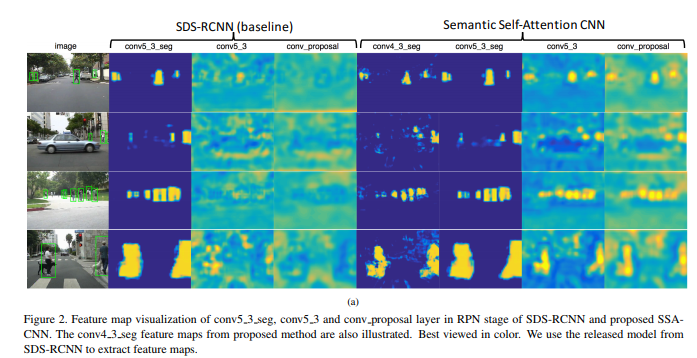 SDS-RCNN (baseline) Semantic Self-Attention CNN
image conv5_3_seg conv5_3 conv_proposal conv4_3_seg conv5_3_seg conv5_3 conv_proposal
(a)
Figure 2. Feature map visualization of conv5_3_seg, conv5_3 and conv_proposal layer in RPN stage of SDS-RCNN and proposed SSA-
CNN. The conv4_3_seg feature maps from proposed method are also illustrated. Best viewed in color. We use the released model from
SDS-RCNN to extract feature maps.